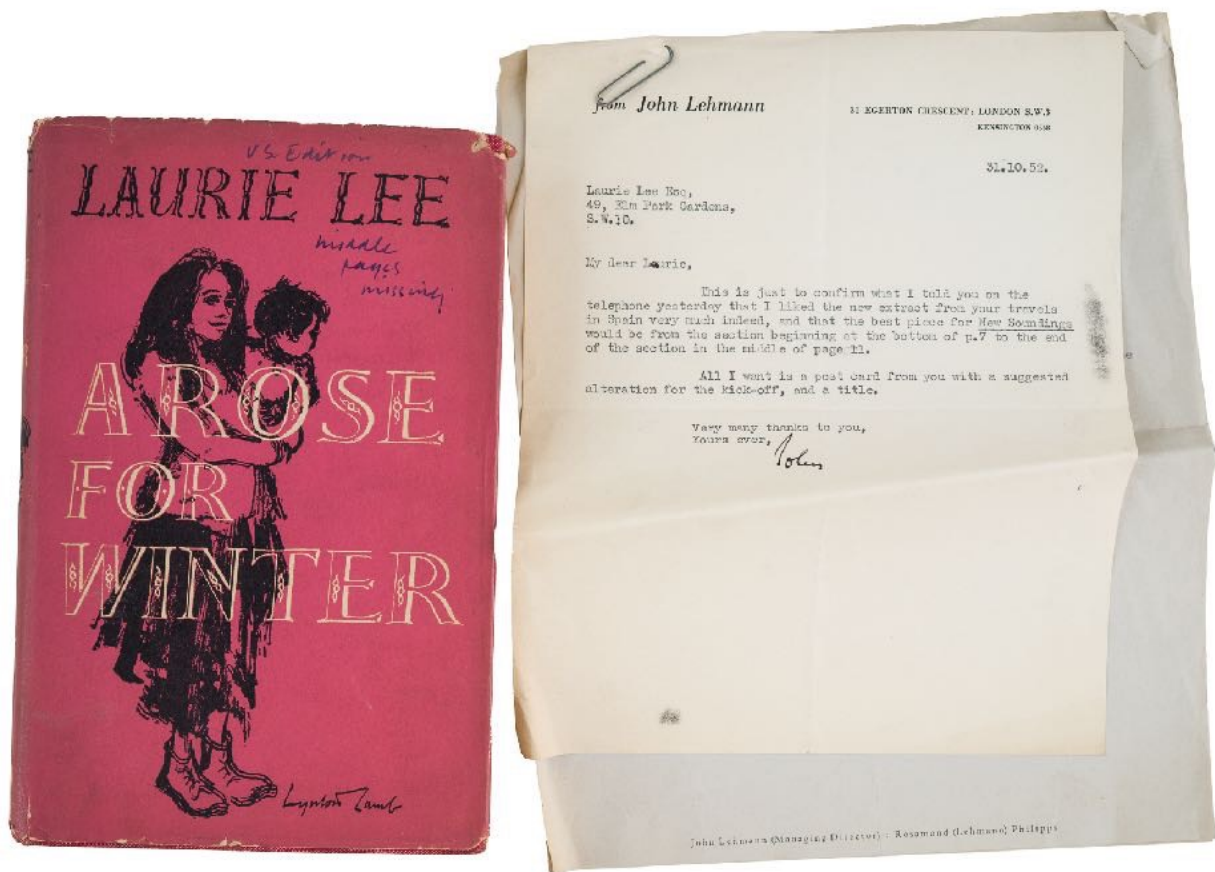 US Edition
LAURIE LEE
middle
pages
missing
A ROSE
FOR
WINTER
Lynton Lamb
from John Lehmann
31 EGERTON CRESCENT: LONDON S.W.3
KENSINGTON
31.10.52.
Laurie Lee Esq,
49, Elm Park Gardens,
S.W.10.
My dear Laurie,
This is just to confirm what I told you on the
telephone yesterday that I liked the new extract from your travels
in Spain very much indeed, and that the best piece for New Soundings
would be from the section beginning at the bottom of p.7 to the end
of the section in the middle of page 11.
All I want is a post card from you with a suggested
alteration for the kick-off, and a title.
Very many thanks to you,
Yours ever,
John
e
John Lehmann (Managing Director) : Rosamond (Lehmann) Philipps